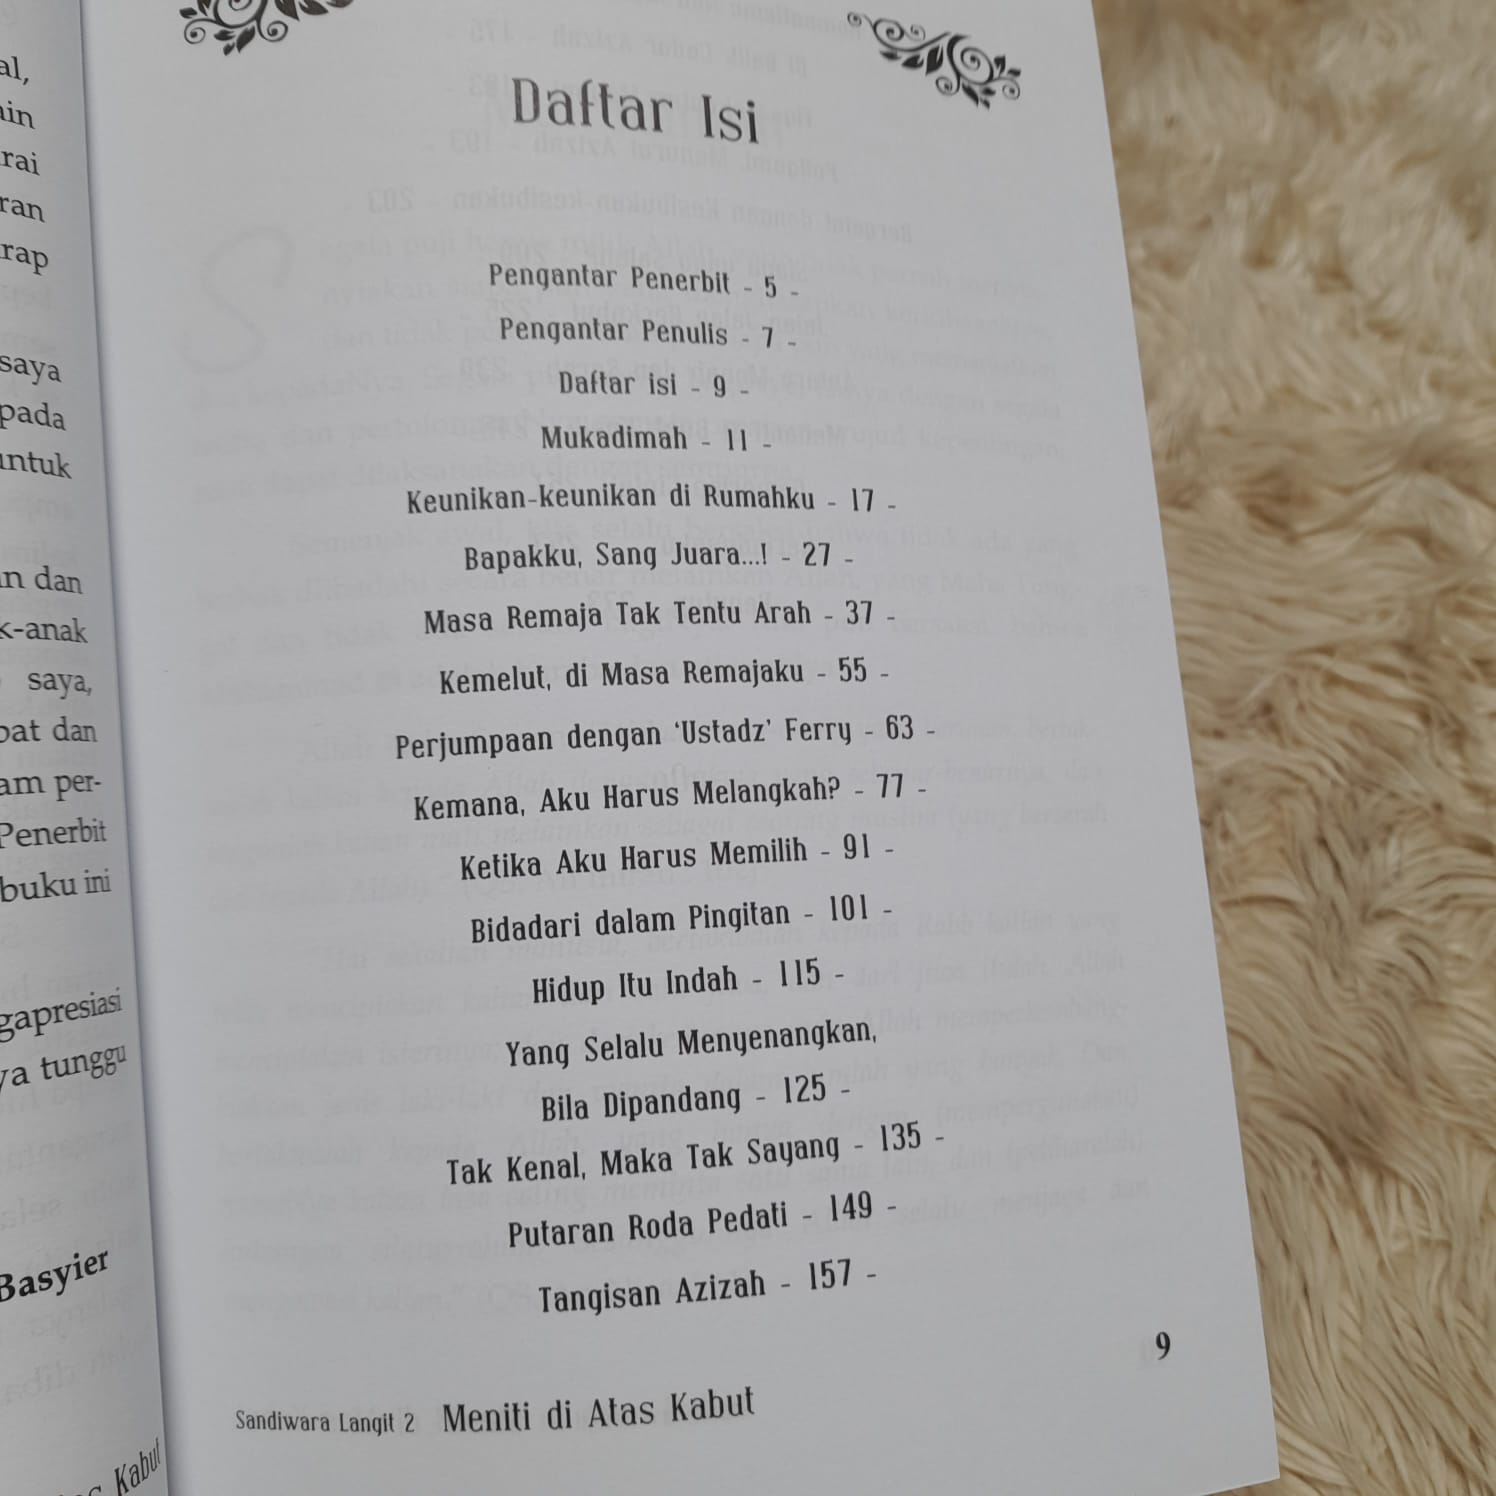 al,
rai
ran
rap
saya
pada
untuk
dan
-anak
saya,
dan
per-
Penerbit
buku ini
tunggu
Basyier
Kabut
Daftar Isi
Pengantar Penerbit - 5 -
Pengantar Penulis - 7 -
Daftar isi - 9 -
Mukadimah - 11 -
Keunikan-keunikan di Rumahku - 17 -
Bapakku, Sang Juara...! - 27 -
Masa Remaja Tak Tentu Arah - 37 -
Kemelut, di Masa Remajaku - 55 -
Perjumpaan dengan ‘Ustadz’ Ferry - 63 -
Kemana, Aku Harus Melangkah? - 77 -
Ketika Aku Harus Memilih - 91 -
Bidadari dalam Pingitan - 101 -
Hidup Itu Indah - 115 -
Yang Selalu Menyenangkan,
Bila Dipandang - 125 -
Tak Kenal, Maka Tak Sayang - 135 -
Putaran Roda Pedati - 149 -
Tangisan Azizah - 157 -
9
Sandiwara Langit 2 Meniti di Atas Kabut